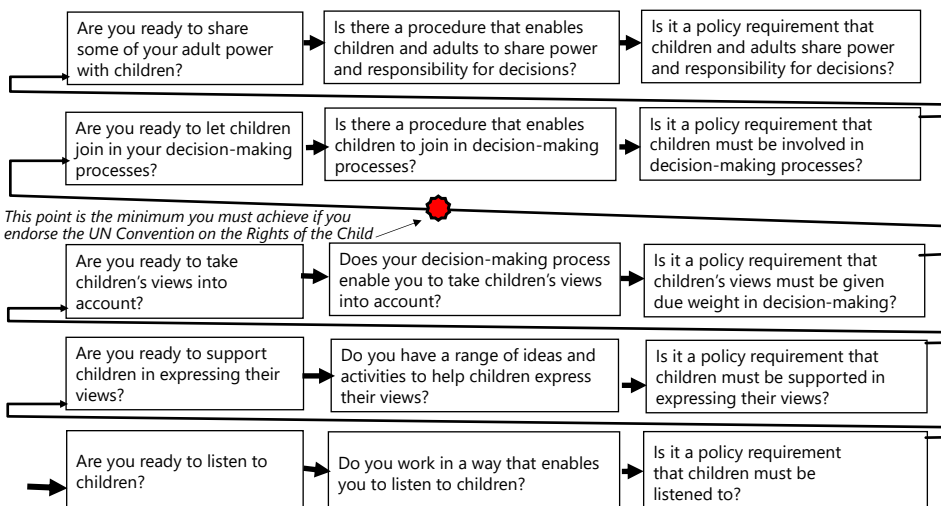 Are you ready to share
some of your adult power
with children?
Is there a procedure that enables
children and adults to share power
and responsibility for decisions?
Is it a policy requirement that
children and adults share power
and responsibility for decisions?
Are you ready to let children
join in your decision-making
processes?
Is there a procedure that enables
children to join in decision-making
processes?
Is it a policy requirement that
children must be involved in
decision-making processes?
This point is the minimum you must achieve if you
endorse the UN Convention on the Rights of the Child
Are you ready to take
children’s views into
account?
Does your decision-making process
enable you to take children’s views
into account?
Is it a policy requirement that
children’s views must be given
due weight in decision-making?
Are you ready to support
children in expressing their
views?
Do you have a range of ideas and
activities to help children express
their views?
Is it a policy requirement that
children must be supported in
expressing their views?
Are you ready to listen to
children?
Do you work in a way that enables
you to listen to children?
Is it a policy requirement
that children must be
listened to?